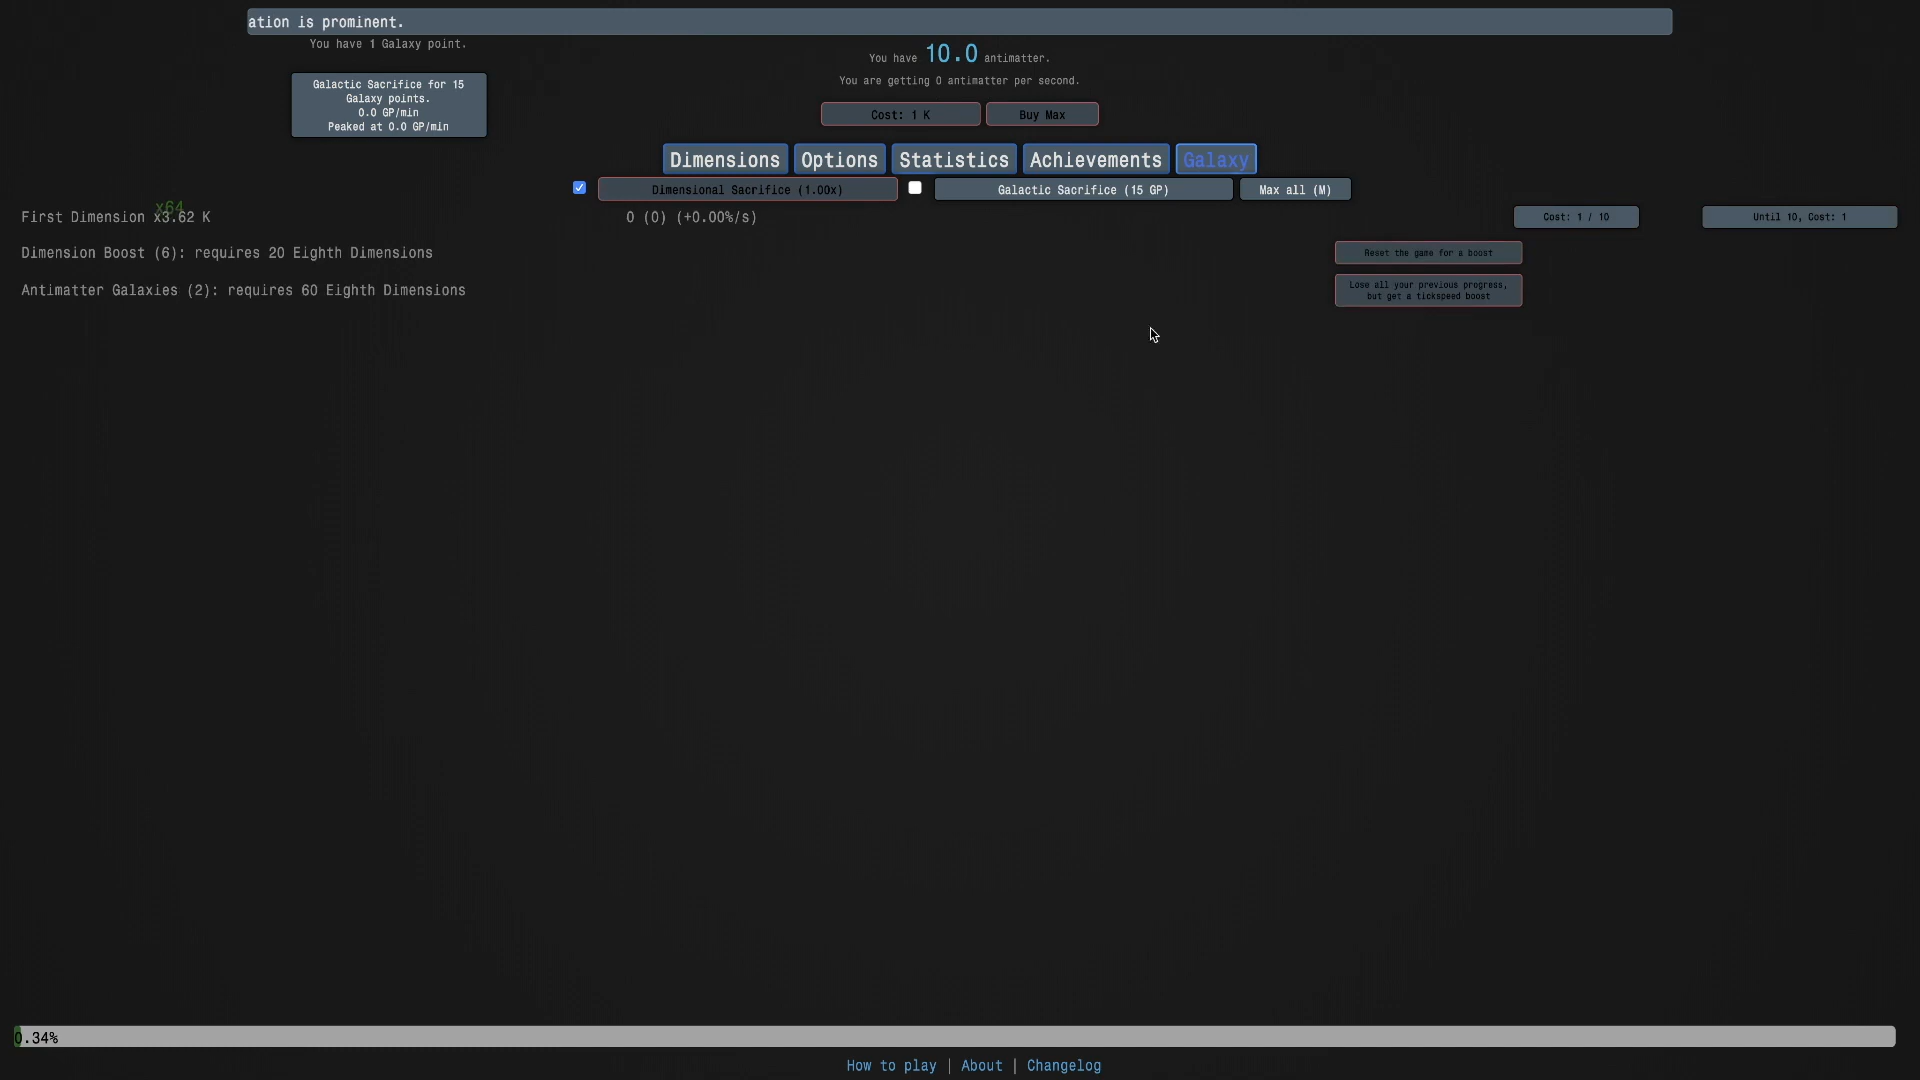 ation is prominent.
You have 1 Galaxy point.
You have 10.0 antimatter.
You are getting 0 antimatter per second.
Galactic Sacrifice for 15
Galaxy points.
0.0 GP/min
Peaked at 0.0 GP/min
Cost: 1 K
Buy Max
Dimensions
Options
Statistics
Achievements
Galaxy
Dimensional Sacrifice (1.00x)
Galactic Sacrifice (15 GP)
Max all (M)
x64
First Dimension x3.62 K
0 (0) (+0.00%/s)
Cost: 1 / 10
Until 10, Cost: 1
Dimension Boost (6): requires 20 Eighth Dimensions
Reset the game for a boost
Antimatter Galaxies (2): requires 60 Eighth Dimensions
Lose all your previous progress,
but get a tickspeed boost
0.34%
How to play | About | Changelog